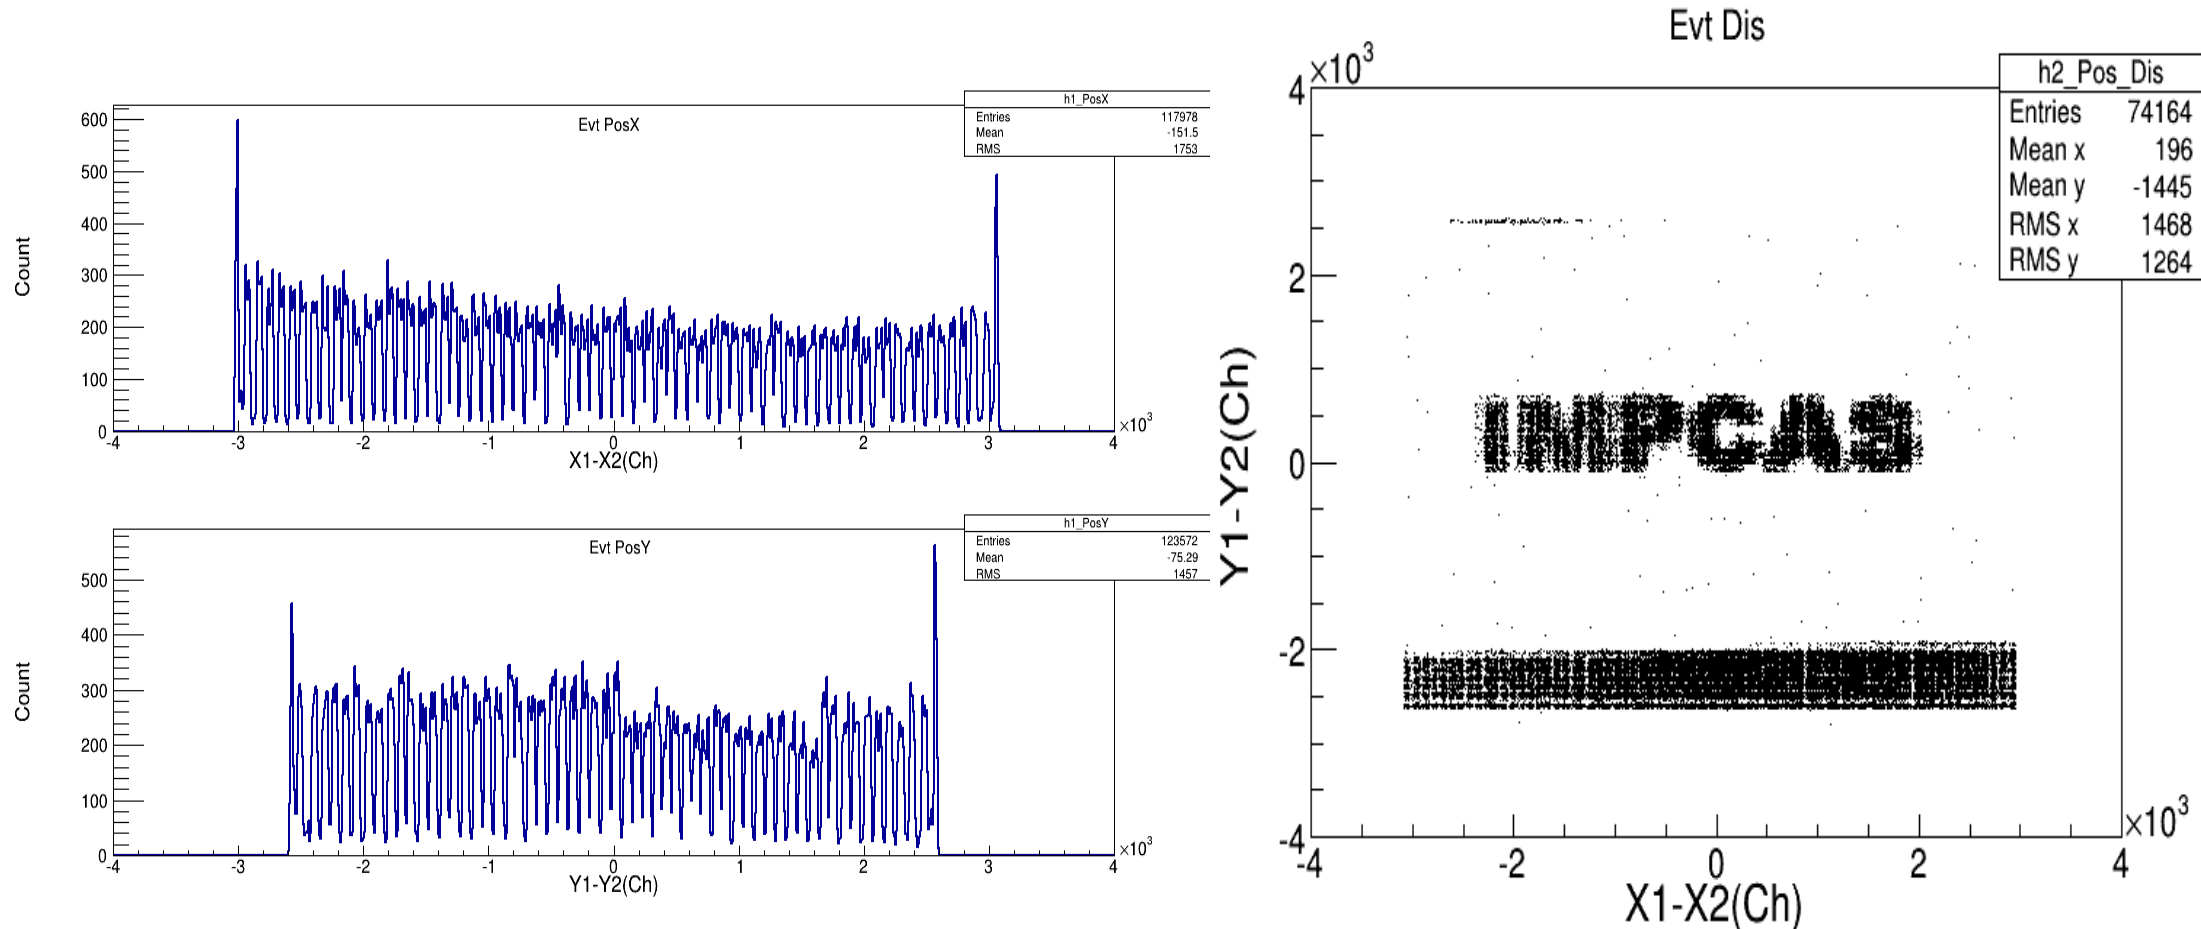 Evt PosX
h1_PosX
Entries 117978
Mean -151.5
RMS 1753
Count
600
500
400
300
200
100
0
-4 -3 -2 -1 0 1 2 3 4
×10³
X1-X2(Ch)
Evt PosY
h1_PosY
Entries 123572
Mean -75.29
RMS 1457
Count
500
400
300
200
100
0
-4 -3 -2 -1 0 1 2 3 4
×10³
Y1-Y2(Ch)
Evt Dis
×10³
h2_Pos_Dis
Entries 74164
Mean x 196
Mean y -1445
RMS x 1468
RMS y 1264
Y1-Y2(Ch)
4
2
0
-2
-4
IMPCAS
-4 -2 0 2 4
×10³
X1-X2(Ch)